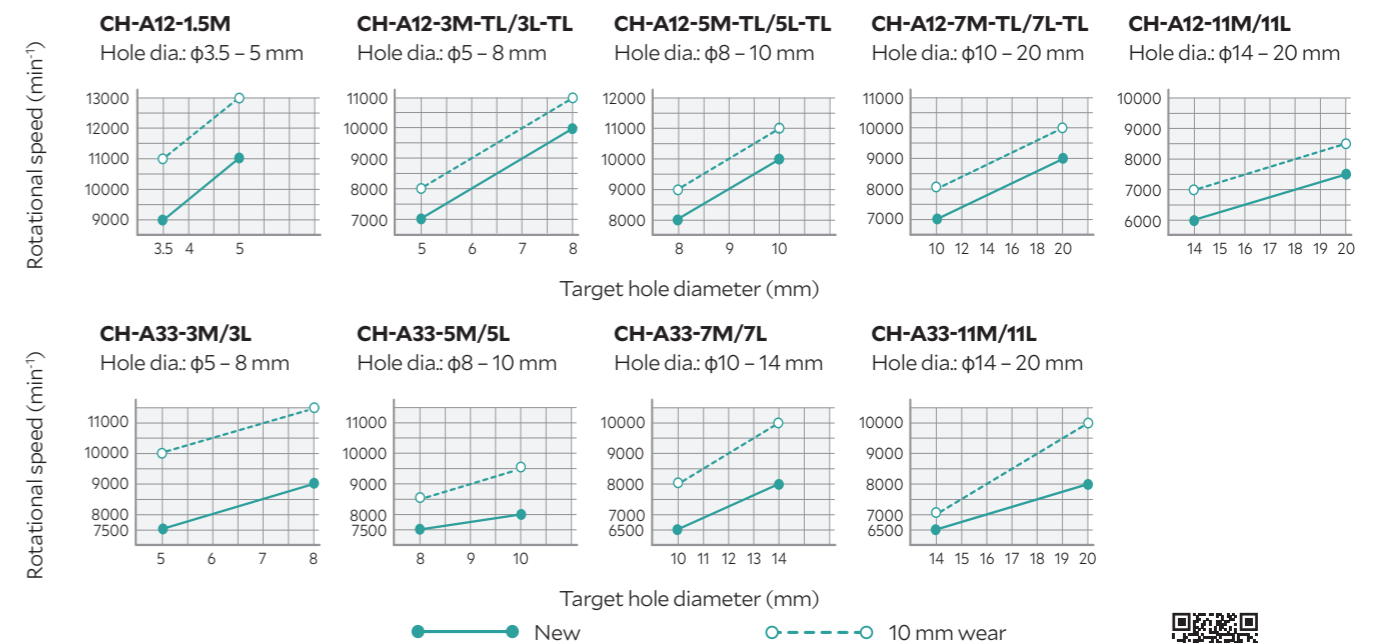 CH-A12-1.5M
Hole dia.: φ3.5 – 5 mm
CH-A12-3M-TL/3L-TL
Hole dia.: φ5 – 8 mm
CH-A12-5M-TL/5L-TL
Hole dia.: φ8 – 10 mm
CH-A12-7M-TL/7L-TL
Hole dia.: φ10 – 20 mm
CH-A12-11M/11L
Hole dia.: φ14 – 20 mm
Rotational speed (min⁻¹)
13000
12000
11000
10000
9000
3.5 4 5
11000
10000
9000
8000
7000
5 6 7 8
12000
11000
10000
9000
8000
8 9 10
11000
10000
9000
8000
7000
10 12 14 16 18 20
10000
9000
8000
7000
6000
14 15 16 17 18 19 20
Target hole diameter (mm)
CH-A33-3M/3L
Hole dia.: φ5 – 8 mm
CH-A33-5M/5L
Hole dia.: φ8 – 10 mm
CH-A33-7M/7L
Hole dia.: φ10 – 14 mm
CH-A33-11M/11L
Hole dia.: φ14 – 20 mm
Rotational speed (min⁻¹)
11000
10000
9000
8000
7500
5 6 7 8
11000
10000
9000
8000
7500
8 9 10
10000
9000
8000
7000
6500
10 11 12 13 14
10000
9000
8000
7000
6500
14 15 16 17 18 19 20
Target hole diameter (mm)
New
10 mm wear